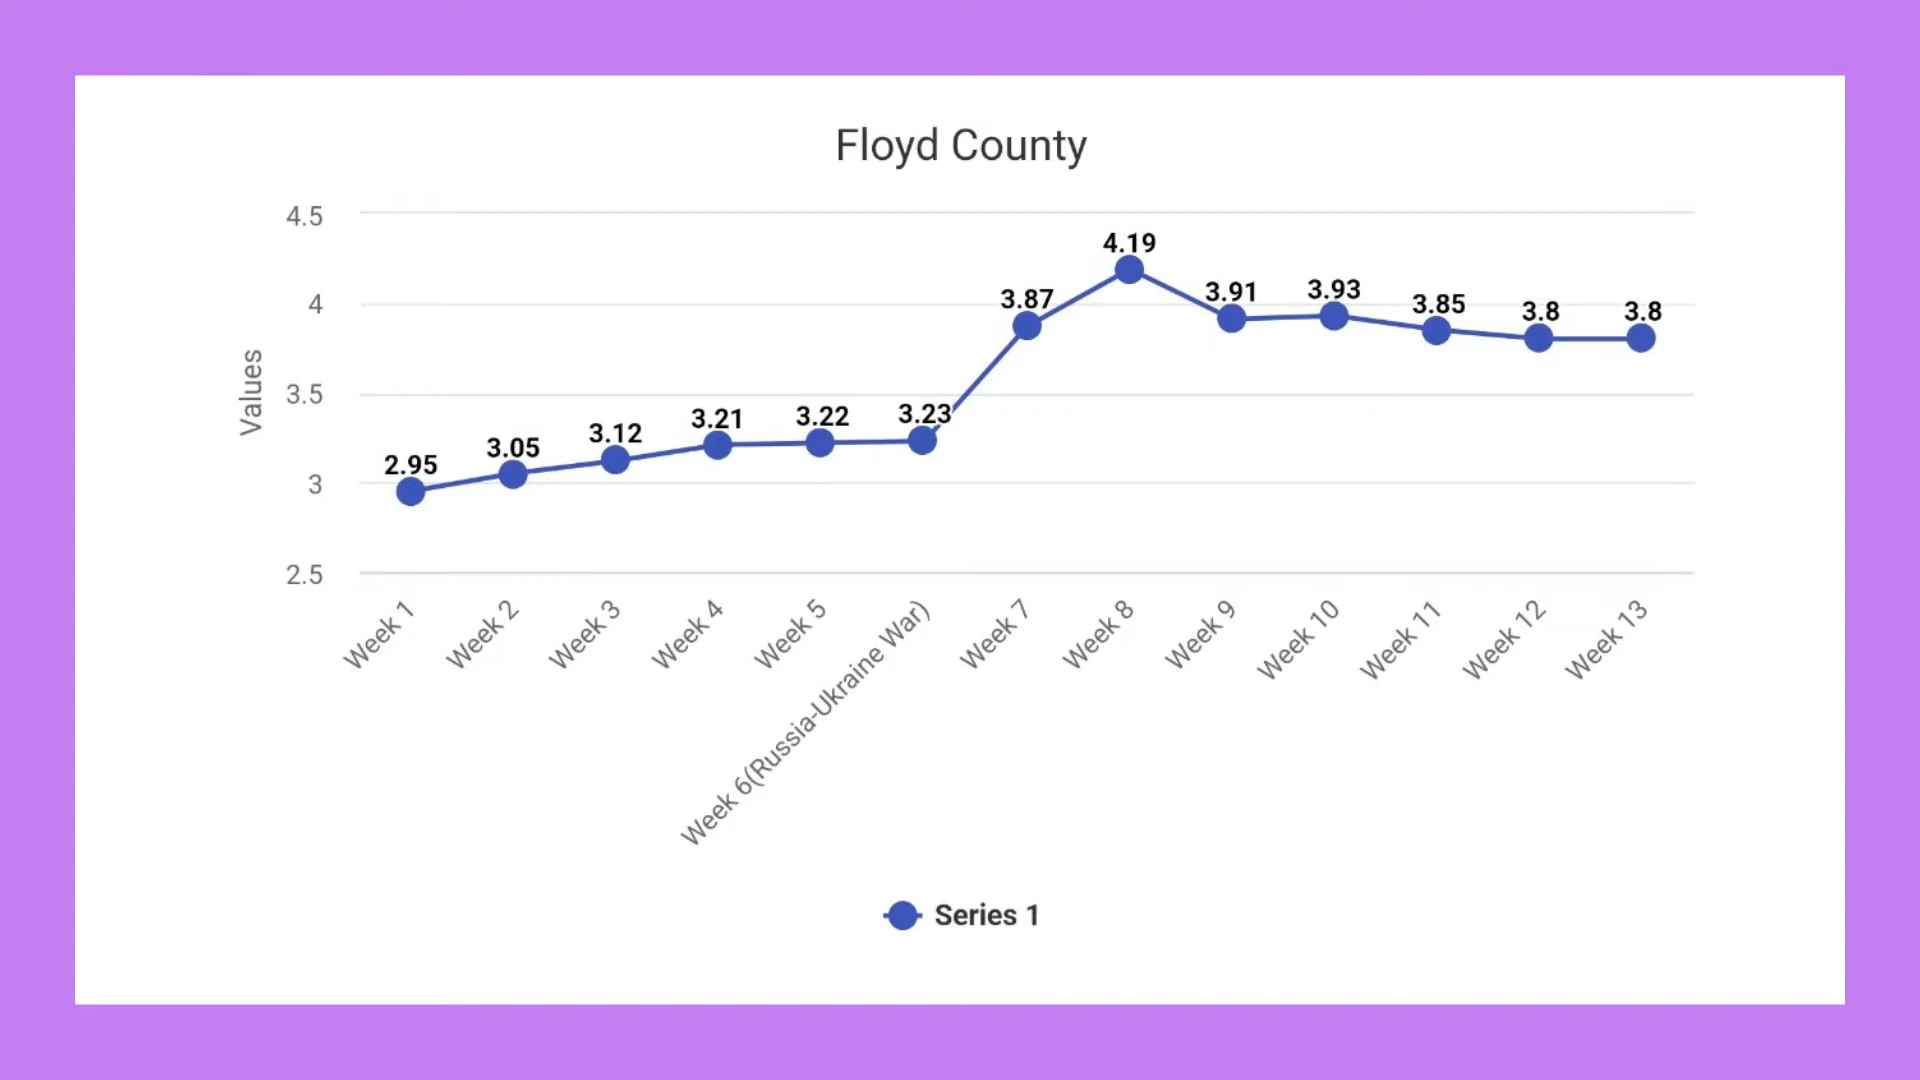 Floyd County
4.5
4
3.5
3
2.5
Values
2.95
3.05
3.12
3.21
3.22
3.23
3.87
4.19
3.91
3.93
3.85
3.8
3.8
Week 1
Week 2
Week 3
Week 4
Week 5
Week 6(Russia-Ukraine War)
Week 7
Week 8
Week 9
Week 10
Week 11
Week 12
Week 13
Series 1